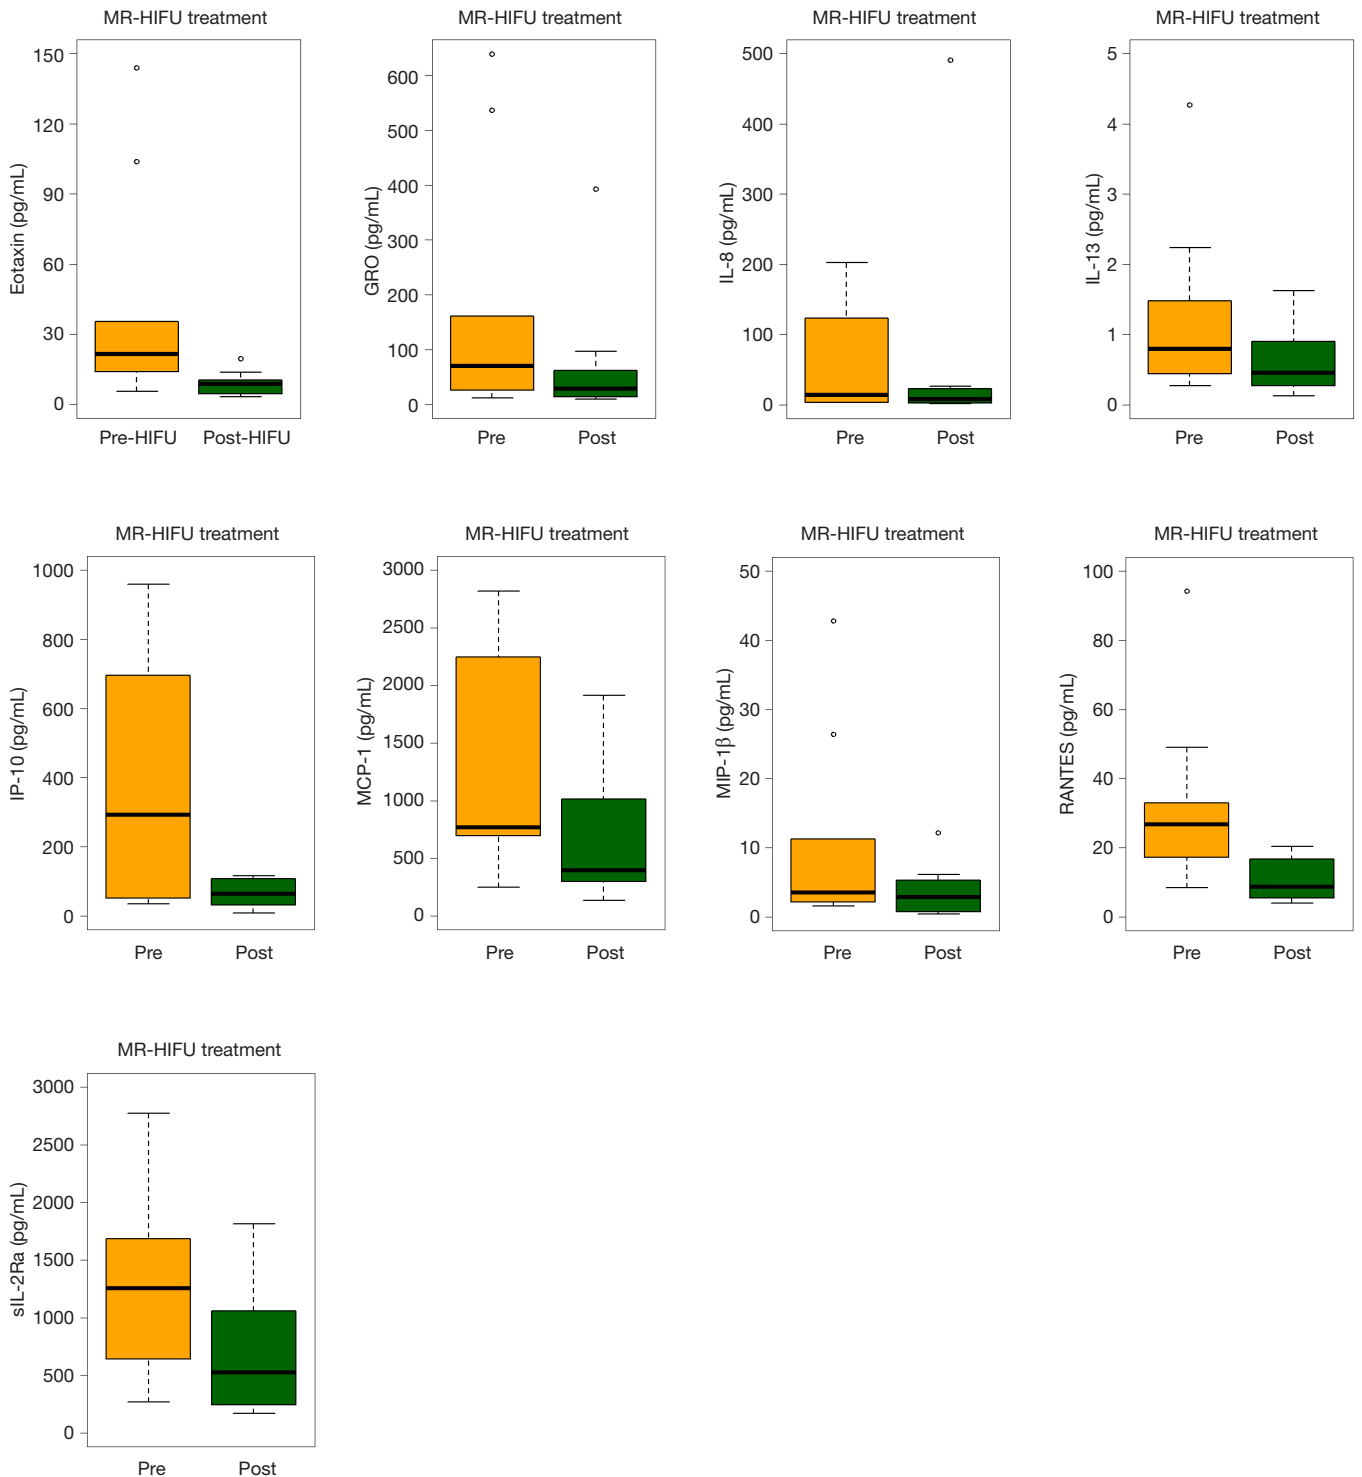 MR-HIFU treatment
Eotaxin (pg/mL)
150
120
90
60
30
0
Pre-HIFU Post-HIFU
MR-HIFU treatment
GRO (pg/mL)
600
500
400
300
200
100
0
Pre Post
MR-HIFU treatment
IL-8 (pg/mL)
500
400
300
200
100
0
Pre Post
MR-HIFU treatment
IL-13 (pg/mL)
5
4
3
2
1
0
Pre Post
MR-HIFU treatment
IP-10 (pg/mL)
1000
800
600
400
200
0
Pre Post
MR-HIFU treatment
MCP-1 (pg/mL)
3000
2500
2000
1500
1000
500
0
Pre Post
MR-HIFU treatment
MIP-1β (pg/mL)
50
40
30
20
10
0
Pre Post
MR-HIFU treatment
RANTES (pg/mL)
100
80
60
40
20
0
Pre Post
MR-HIFU treatment
sIL-2Ra (pg/mL)
3000
2500
2000
1500
1000
500
0
Pre Post